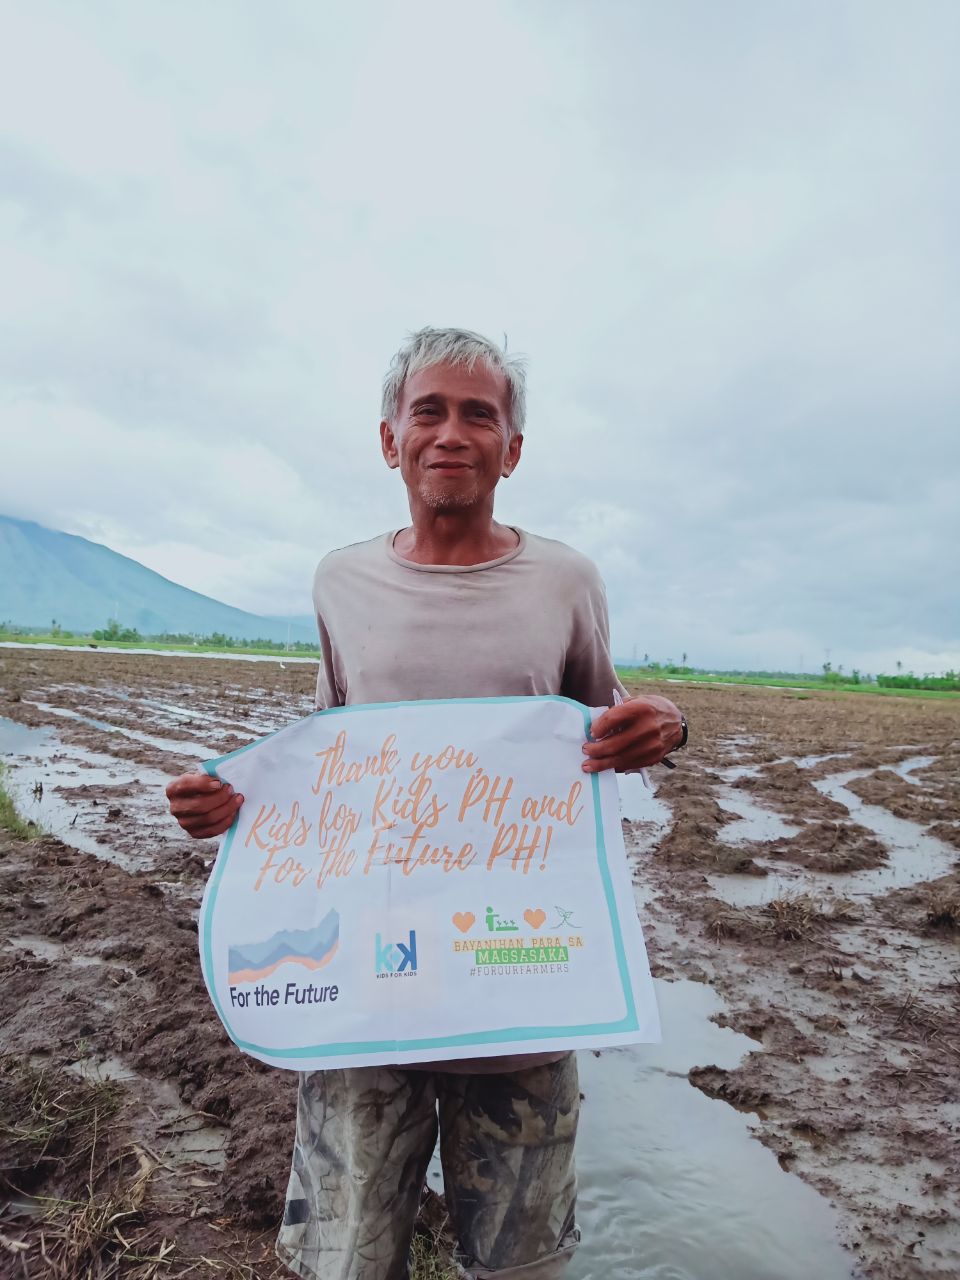 Thank you,
Kids for Kids PH and
For the Future PH!
For the Future
kk
KIDS FOR KIDS
BAYANIHAN PARA SA
MAGSASAKA
#FOROURFARMERS